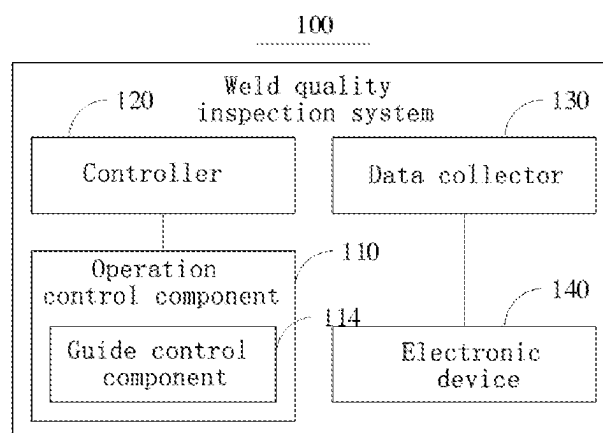 100
Weld quality
inspection system
120
130
Controller
Data collector
Operation
control component
110
Guide control
component
114
140
Electronic
device